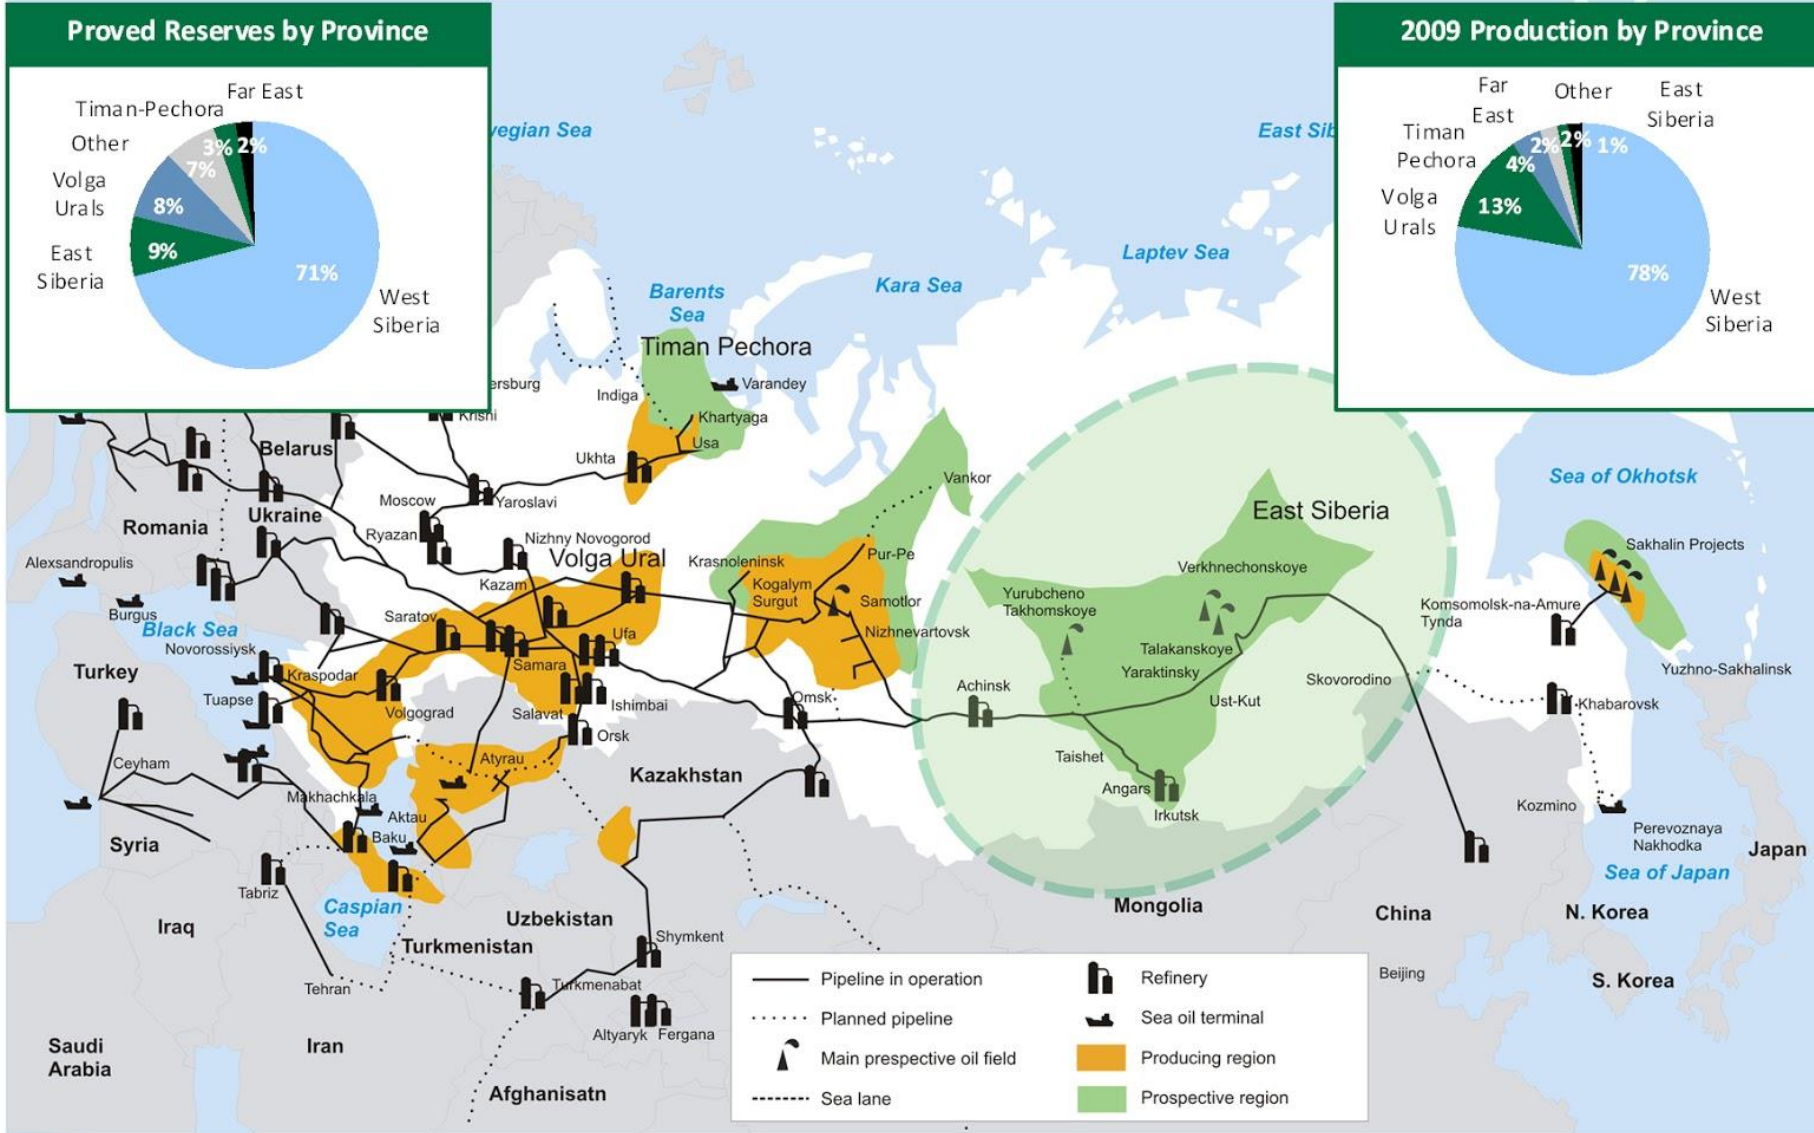 Proved Reserves by Province
Far East
Timan-Pechora
Other
3%
2%
7%
Volga
Urals
8%
East
Siberia
9%
71%
West
Siberia
2009 Production by Province
Far
East
Other
East
Siberia
Timan
Pechora
2%
2%
1%
4%
Volga
Urals
13%
78%
West
Siberia
vegian Sea
East Sib
Laptev Sea
Kara Sea
Barents
Sea
Timan Pechora
ersburg
Varandey
Indiga
Krishi
Khartyaga
Usa
Belarus
Ukhta
Vankor
Sea of Okhotsk
Moscow
Yaroslavi
Romania
Ukraine
East Siberia
Ryazan
Nizhny Novogorod
Volga Ural
Sakhalin Projects
Alexsandropulis
Krasnoleninsk
Pur-Pe
Verkhnechonskoye
Kazam
Kogalym
Surgut
Yurubcheno
Takhomskoye
Samotlor
Komsomolsk-na-Amure
Tynda
Burgus
Saratov
Black Sea
Novorossiysk
Ufa
Nizhnevartovsk
Talakanskoye
Turkey
Kraspodar
Samara
Yaraktinsky
Yuzhno-Sakhalinsk
Skovorodino
Achinsk
Tuapse
Volgograd
Salavat
Ishimbai
Omsk
Ust-Kut
Khabarovsk
Orsk
Ceyham
Atyrau
Kazakhstan
Taishet
Angars
Makhachkala
Aktau
Irkutsk
Kozmino
Syria
Baku
Perevoznaya
Nakhodka
Japan
Tabriz
Sea of Japan
Caspian
Sea
Mongolia
China
N. Korea
Iraq
Uzbekistan
Turkmenistan
Shymkent
Beijing
S. Korea
Tehran
Turkmenabat
Altyaryk
Fergana
Saudi
Arabia
Iran
Afghanisatn
Pipeline in operation
Refinery
Planned pipeline
Sea oil terminal
Main prespective oil field
Producing region
Sea lane
Prospective region